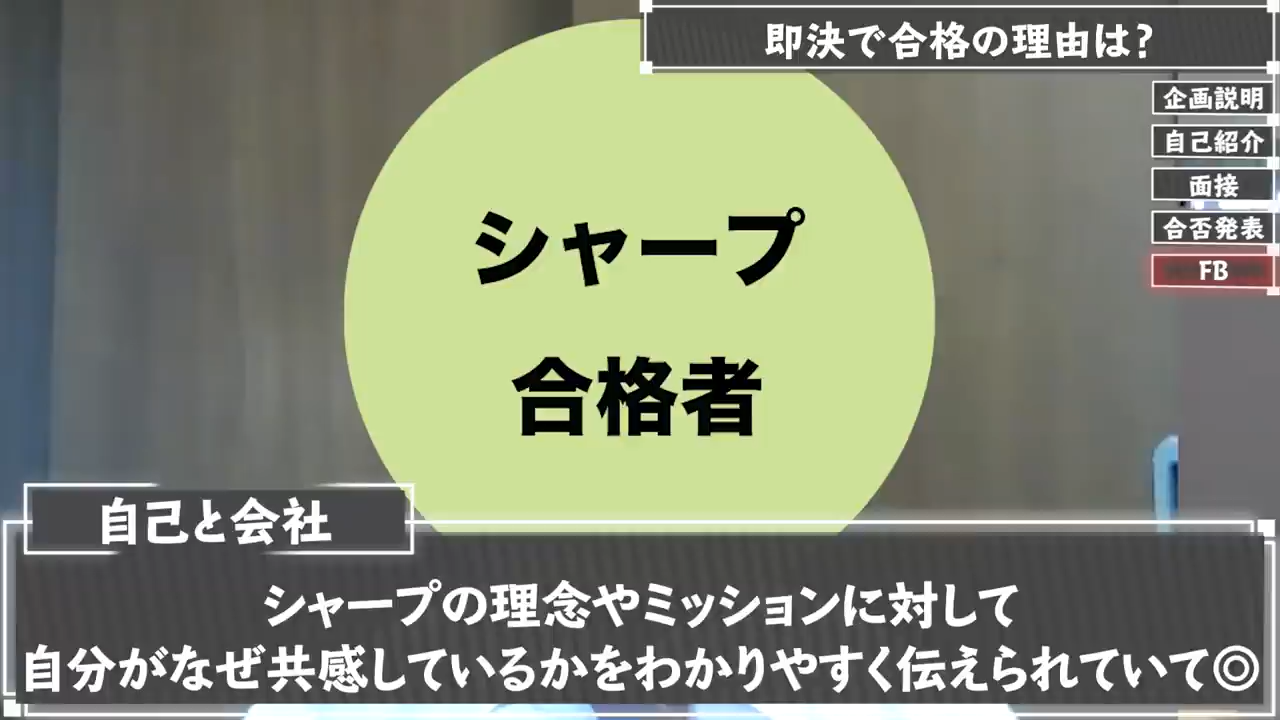 即決で合格の理由は?
企画説明
自己紹介
面接
合否発表
FB
シャープ
合格者
自己と会社
シャープの理念やミッションに対して
自分がなぜ共感しているかをわかりやすく伝えられていて◎